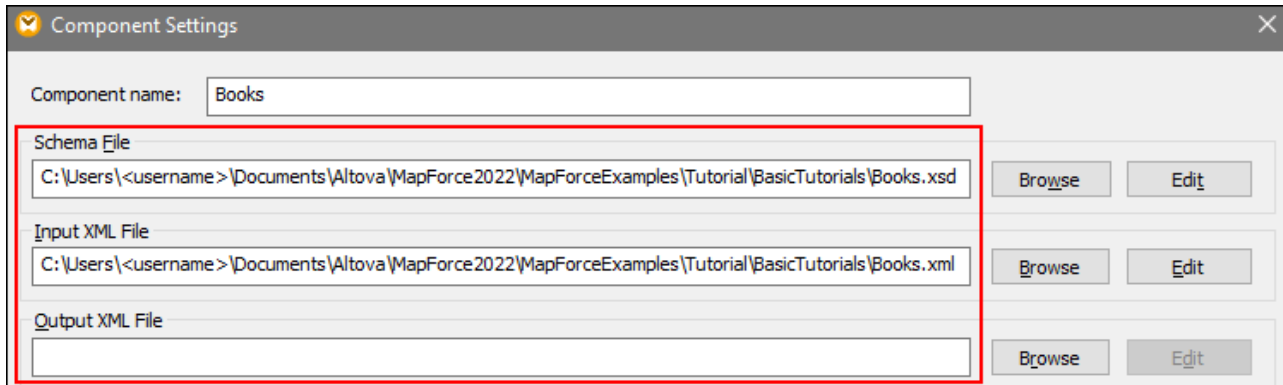 Component Settings
Component name: Books
Schema File
C:\Users\<username>\Documents\Altova\MapForce2022\MapForceExamples\Tutorial\BasicTutorials\Books.xsd Browse Edit
Input XML File
C:\Users\<username>\Documents\Altova\MapForce2022\MapForceExamples\Tutorial\BasicTutorials\Books.xml Browse Edit
Output XML File
Browse Edit